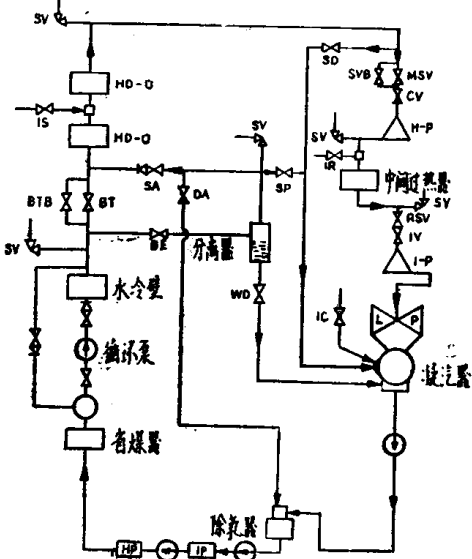 SV
SD
SVB
MSV
CV
HD-O
IS
HD-O
SV
SV
H-P
IR
中间过热器
SV
SA
DA
SP
BTB
BT
ASV
IV
SV
BE
分离器
I-P
水冷壁
WD
IC
L
P
循环泵
凝汽器
省煤器
除氧器
HP
IP